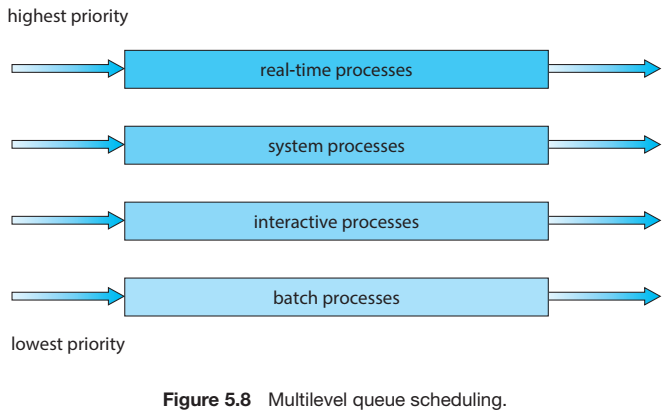 highest priority
real-time processes
system processes
interactive processes
batch processes
lowest priority
Figure 5.8 Multilevel queue scheduling.